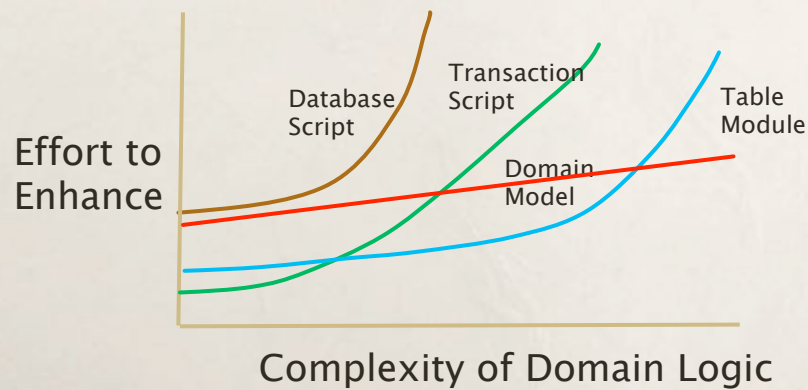 Database
Script
Transaction
Script
Table
Module
Domain
Model
Effort to
Enhance
Complexity of Domain Logic